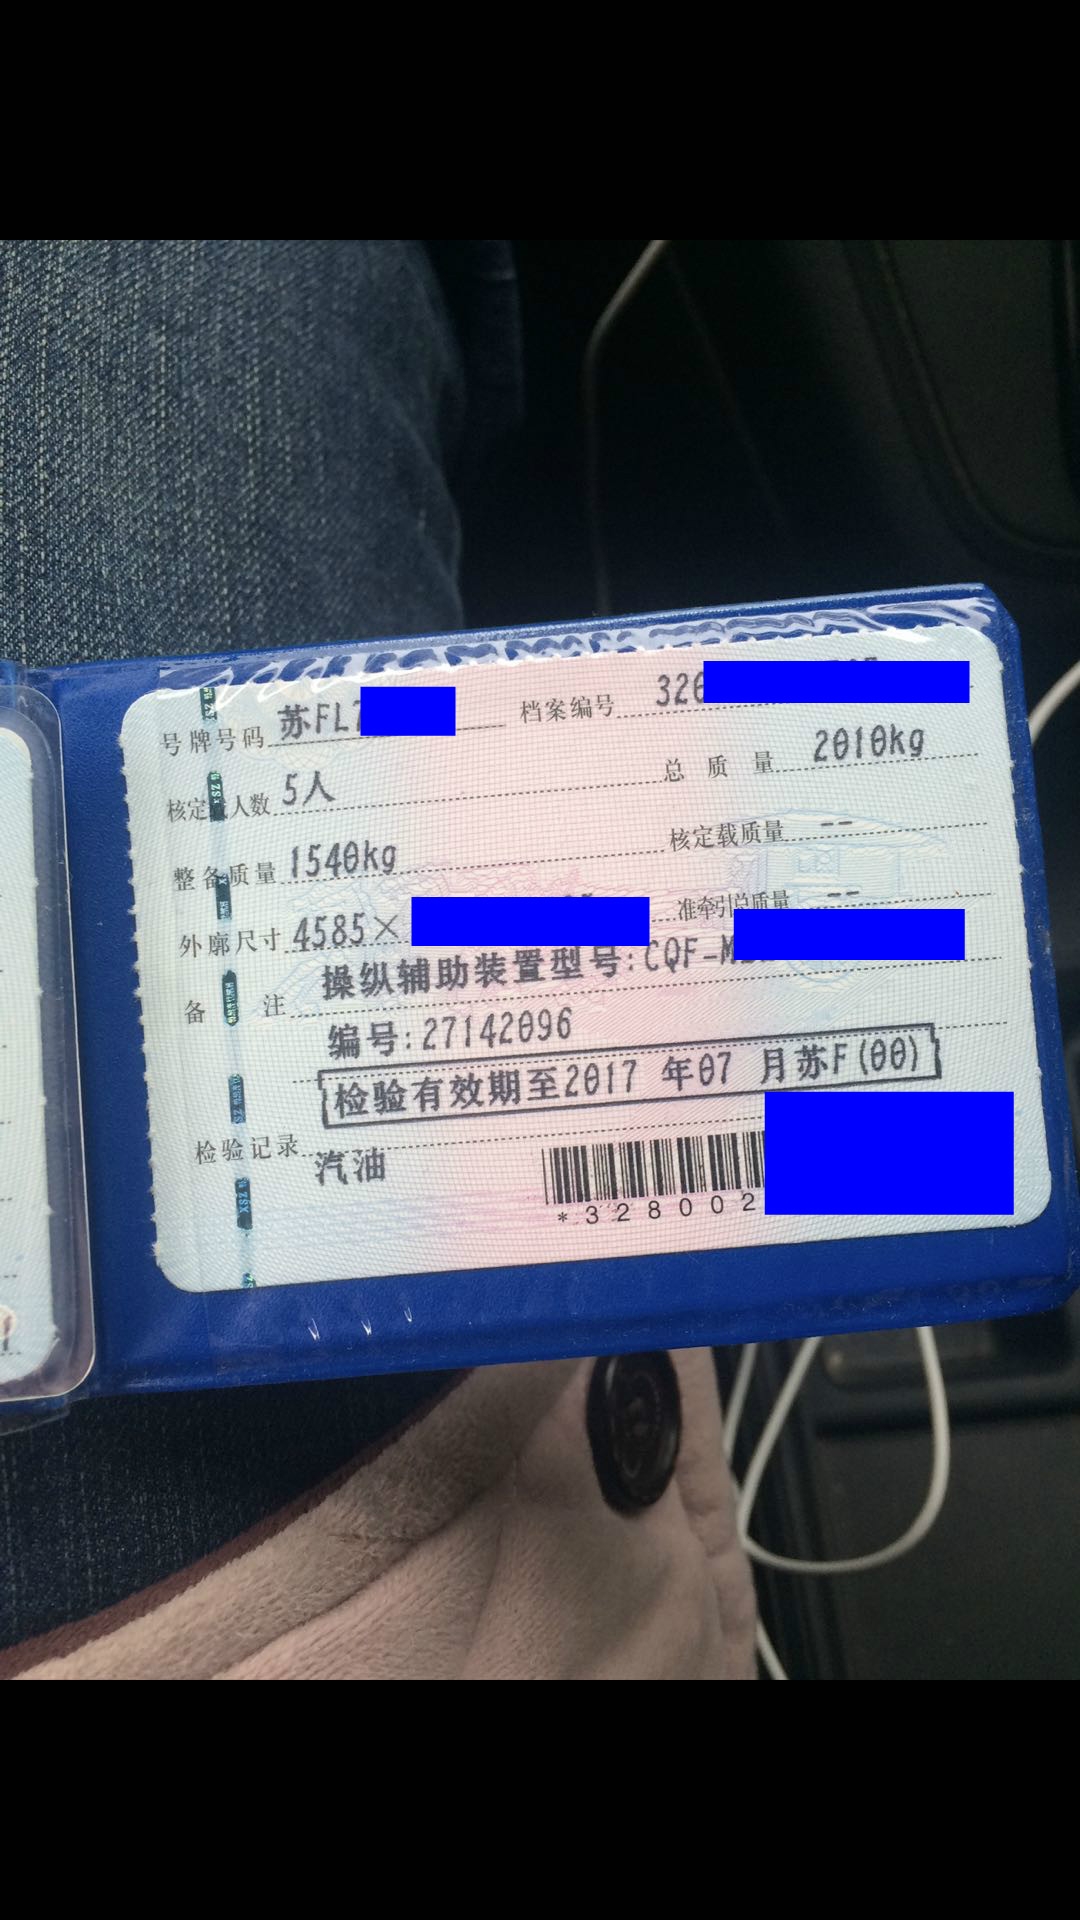 号牌号码 苏FL7 档案编号 326
核定载人数 5人 总质量 2010kg
整备质量 1540kg 核定载质量 --
外廓尺寸 4585× 准牵引总质量 --
备注 操纵辅助装置型号:CQF-M
编号:27142096
检验有效期至2017 年07 月苏F(00)
检验记录
汽油
*328002